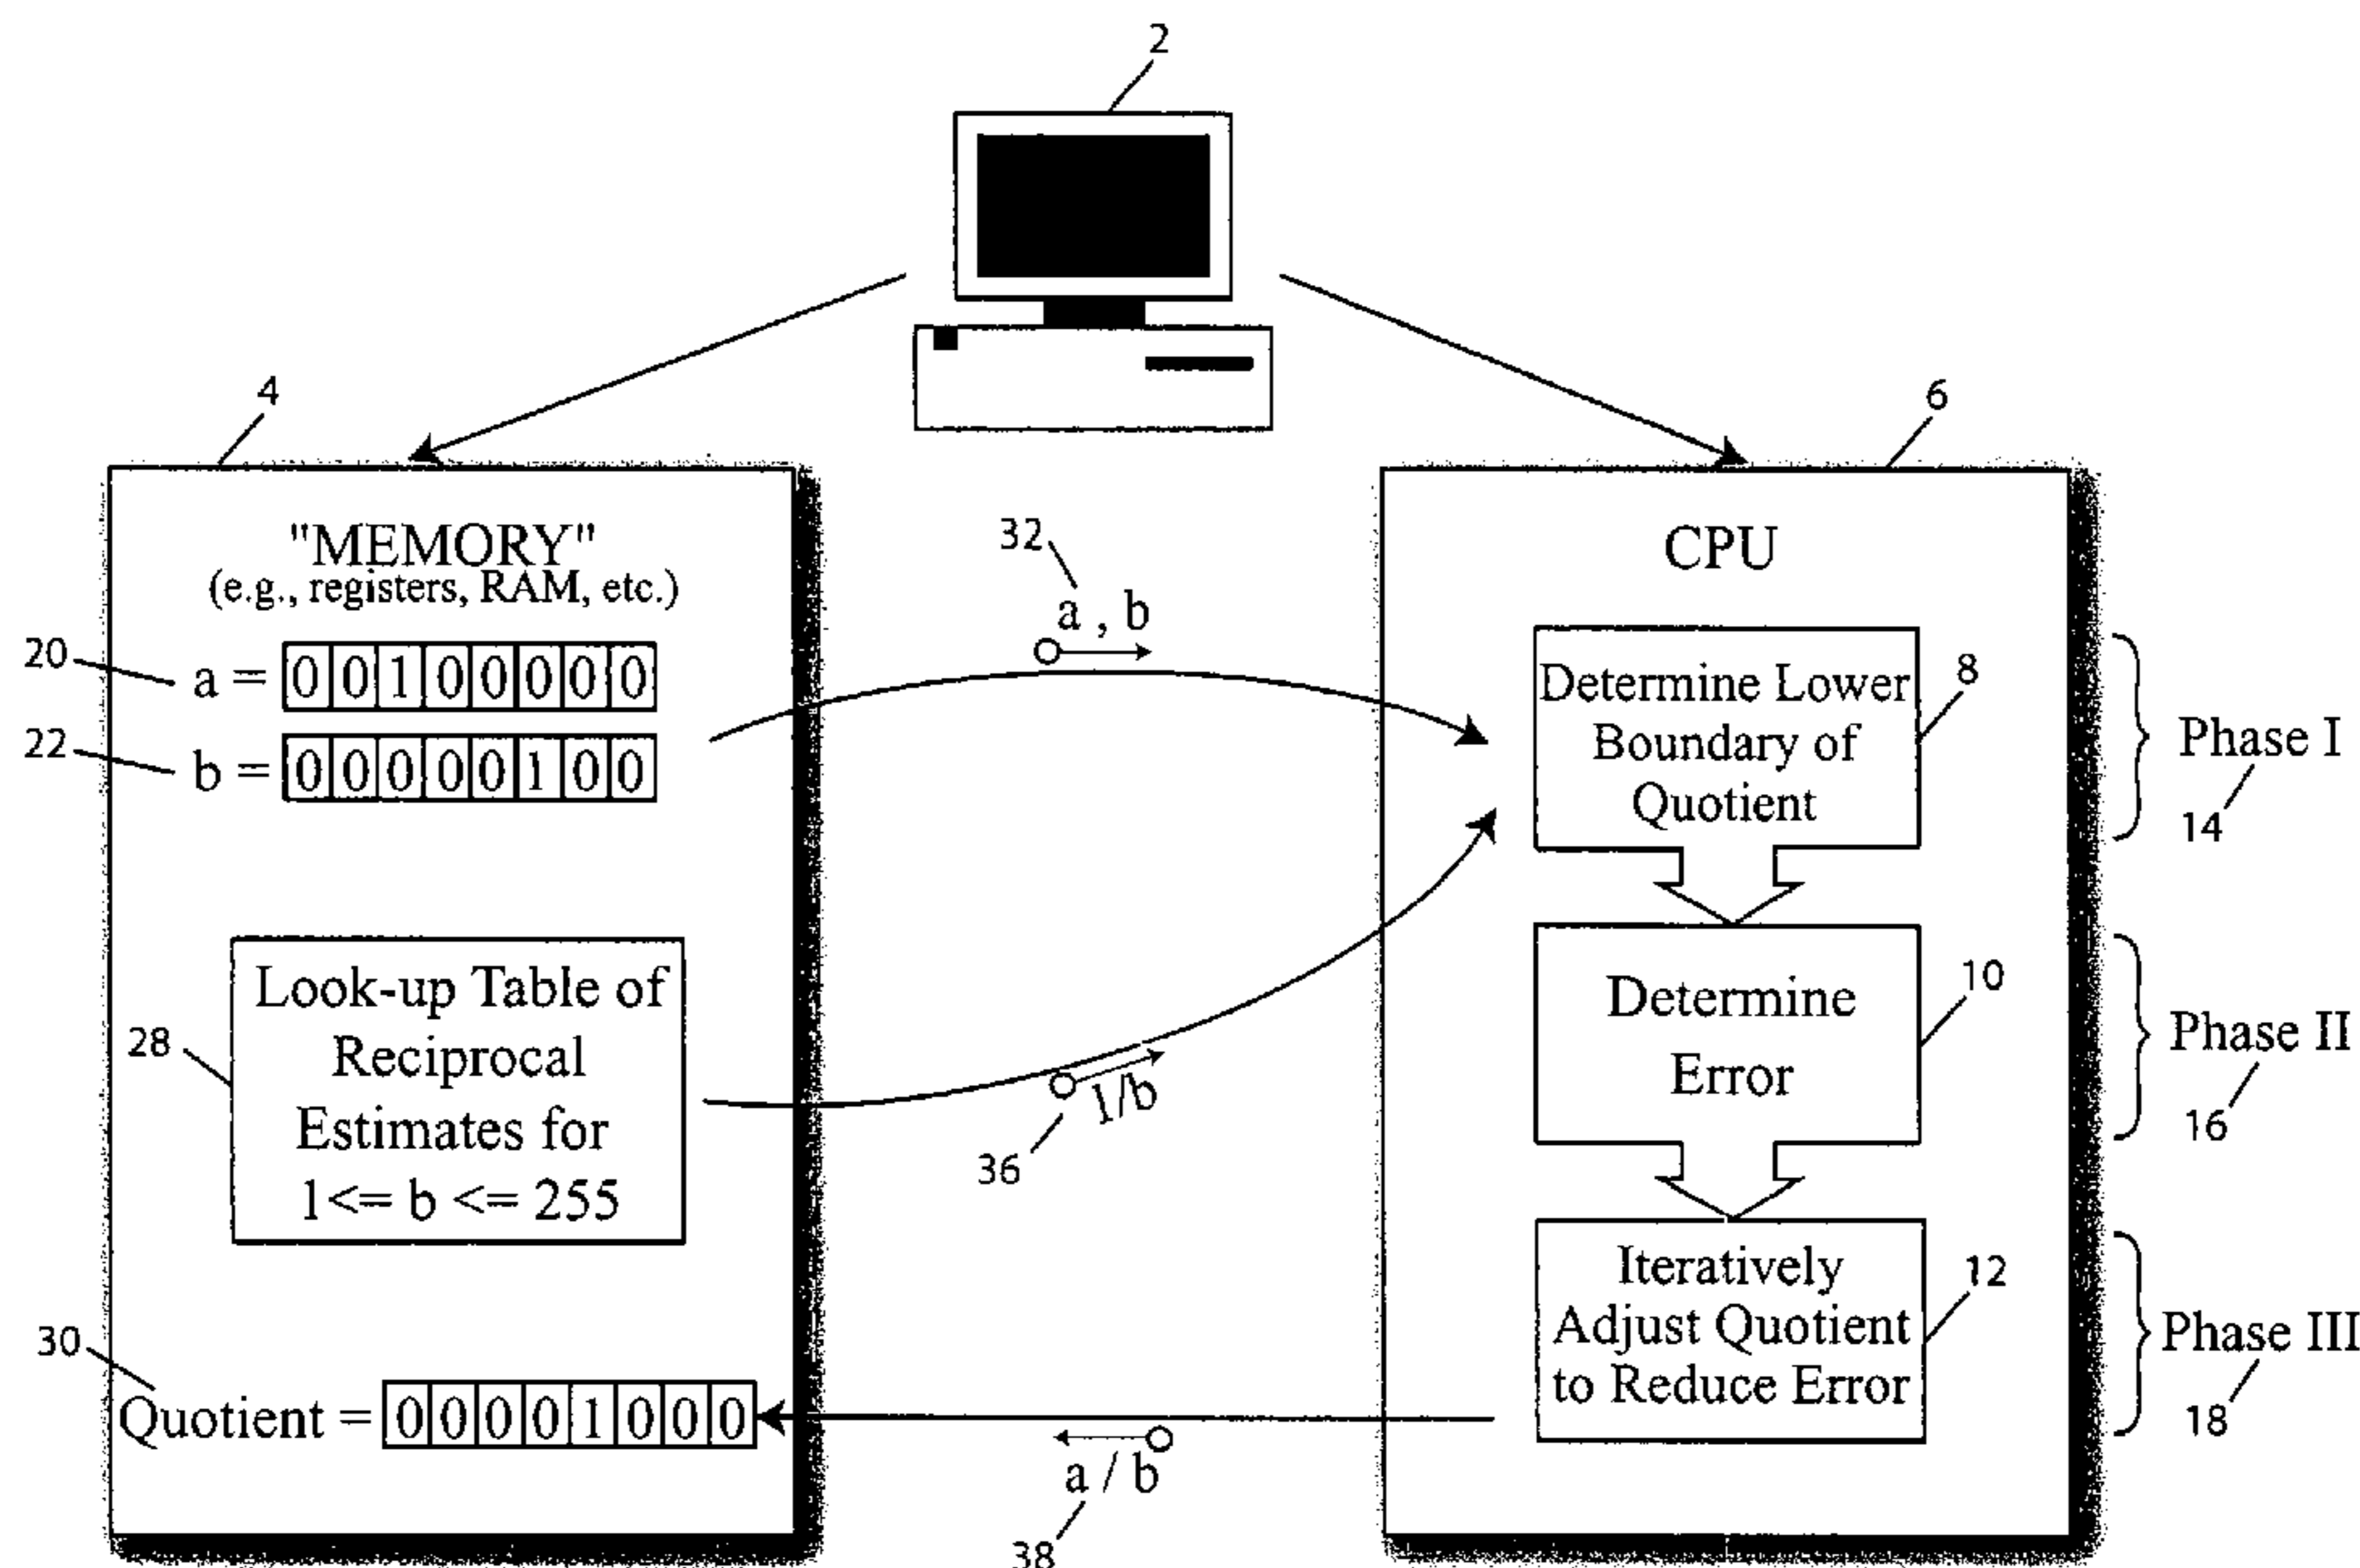 2
4
6
"MEMORY"
(e.g., registers, RAM, etc.)
20
a = 0 0 1 0 0 0 0 0
22
b = 0 0 0 0 0 1 0 0
28
Look-up Table of
Reciprocal
Estimates for
1<= b <= 255
30
Quotient = 0 0 0 0 1 0 0 0
32
a , b
36
1/b
a / b
38
CPU
Determine Lower
Boundary of
Quotient
8
Phase I
14
Determine
Error
10
Phase II
16
Iteratively
Adjust Quotient
to Reduce Error
12
Phase III
18